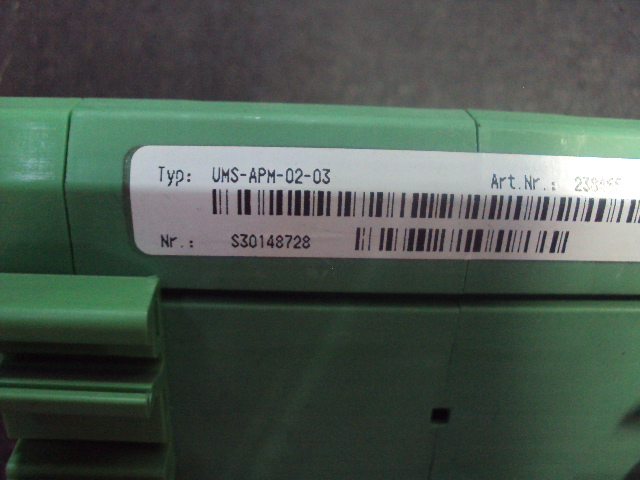 Typ: UMS-APM-02-03 Art.Nr.:
Nr.: S30148728